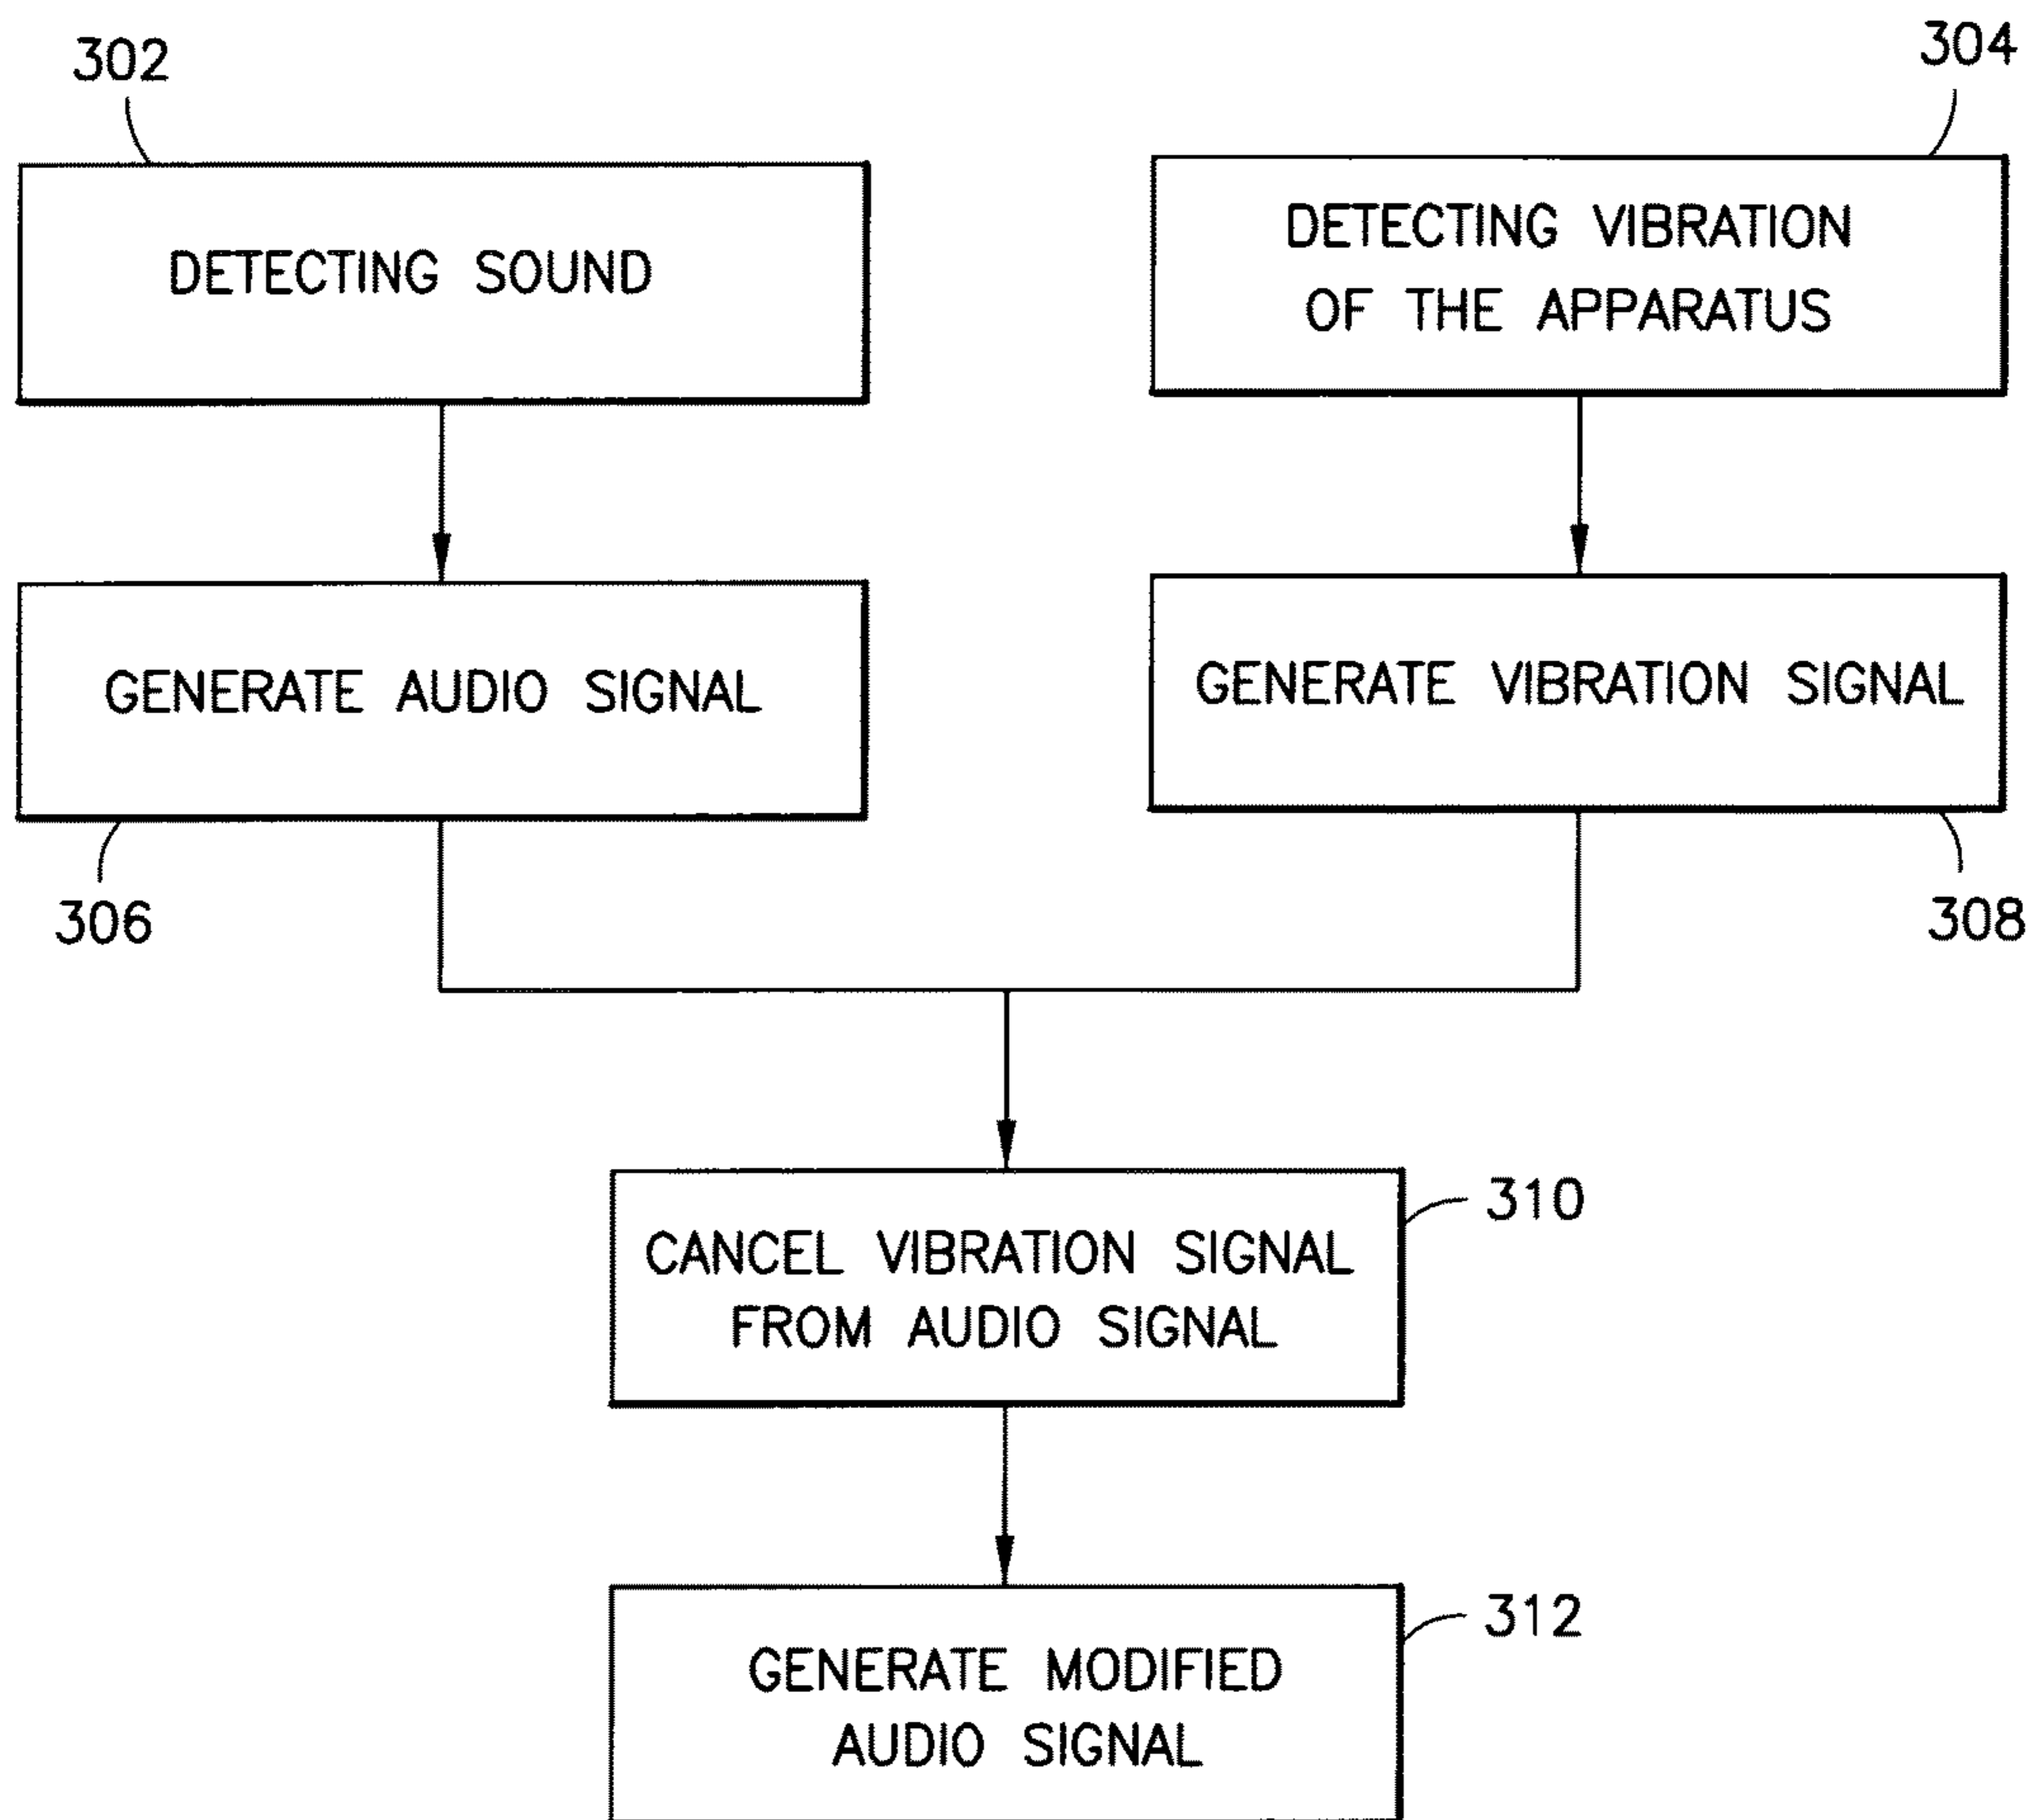 302
304
DETECTING SOUND
DETECTING VIBRATION
OF THE APPARATUS
GENERATE AUDIO SIGNAL
GENERATE VIBRATION SIGNAL
306
308
310
CANCEL VIBRATION SIGNAL
FROM AUDIO SIGNAL
312
GENERATE MODIFIED
AUDIO SIGNAL